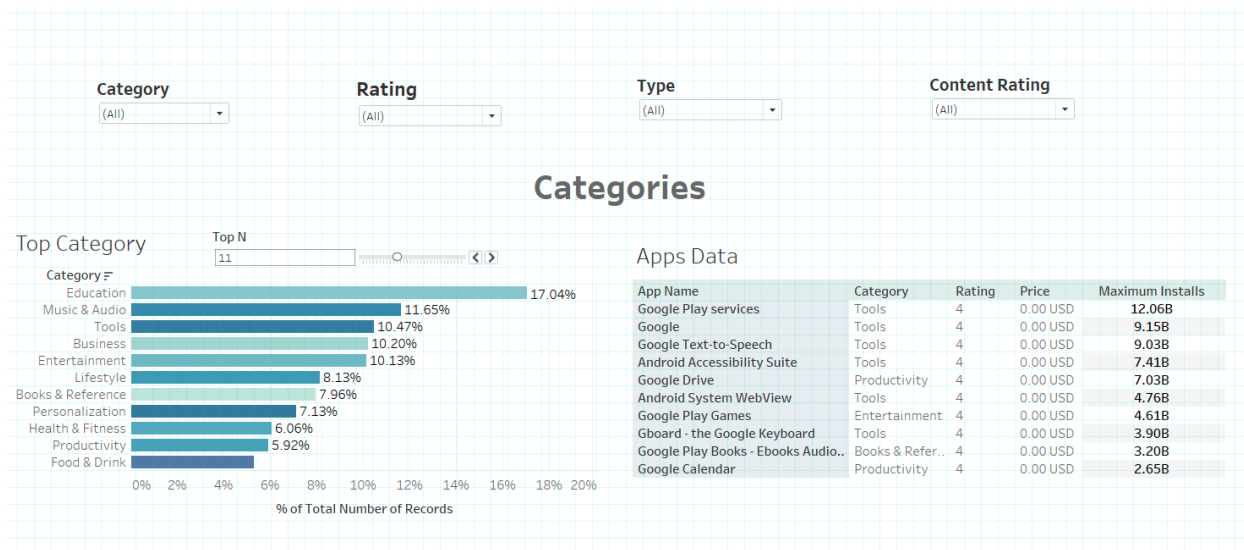 Category
Rating
Type
Content Rating
(All)
(All)
(All)
(All)
Categories
Top Category
Top N
11
Category
Education 17.04%
Music & Audio 11.65%
Tools 10.47%
Business 10.20%
Entertainment 10.13%
Lifestyle 8.13%
Books & Reference 7.96%
Personalization 7.13%
Health & Fitness 6.06%
Productivity 5.92%
Food & Drink
0% 2% 4% 6% 8% 10% 12% 14% 16% 18% 20%
% of Total Number of Records
Apps Data
App Name Category Rating Price Maximum Installs
Google Play services Tools 4 0.00 USD 12.06B
Google Tools 4 0.00 USD 9.15B
Google Text-to-Speech Tools 4 0.00 USD 9.03B
Android Accessibility Suite Tools 4 0.00 USD 7.41B
Google Drive Productivity 4 0.00 USD 7.03B
Android System WebView Tools 4 0.00 USD 4.76B
Google Play Games Entertainment 4 0.00 USD 4.61B
Gboard - the Google Keyboard Tools 4 0.00 USD 3.90B
Google Play Books - Ebooks Audio.. Books & Refer.. 4 0.00 USD 3.20B
Google Calendar Productivity 4 0.00 USD 2.65B